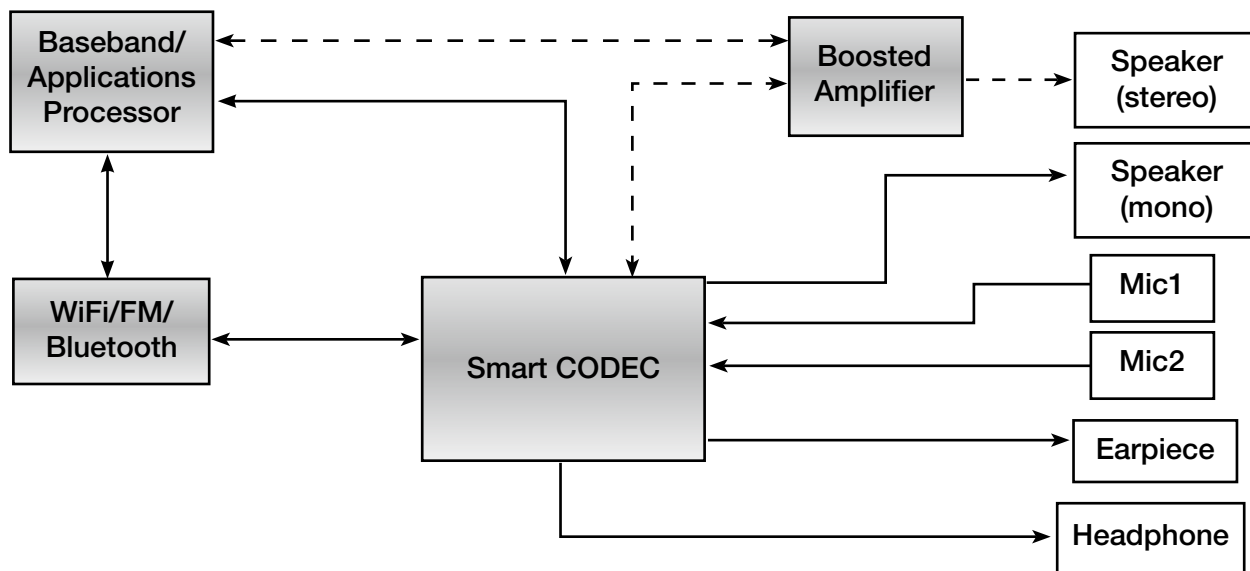 Baseband/
Applications
Processor
Boosted
Amplifier
Speaker
(stereo)
Speaker
(mono)
WiFi/FM/
Bluetooth
Smart CODEC
Mic1
Mic2
Earpiece
Headphone